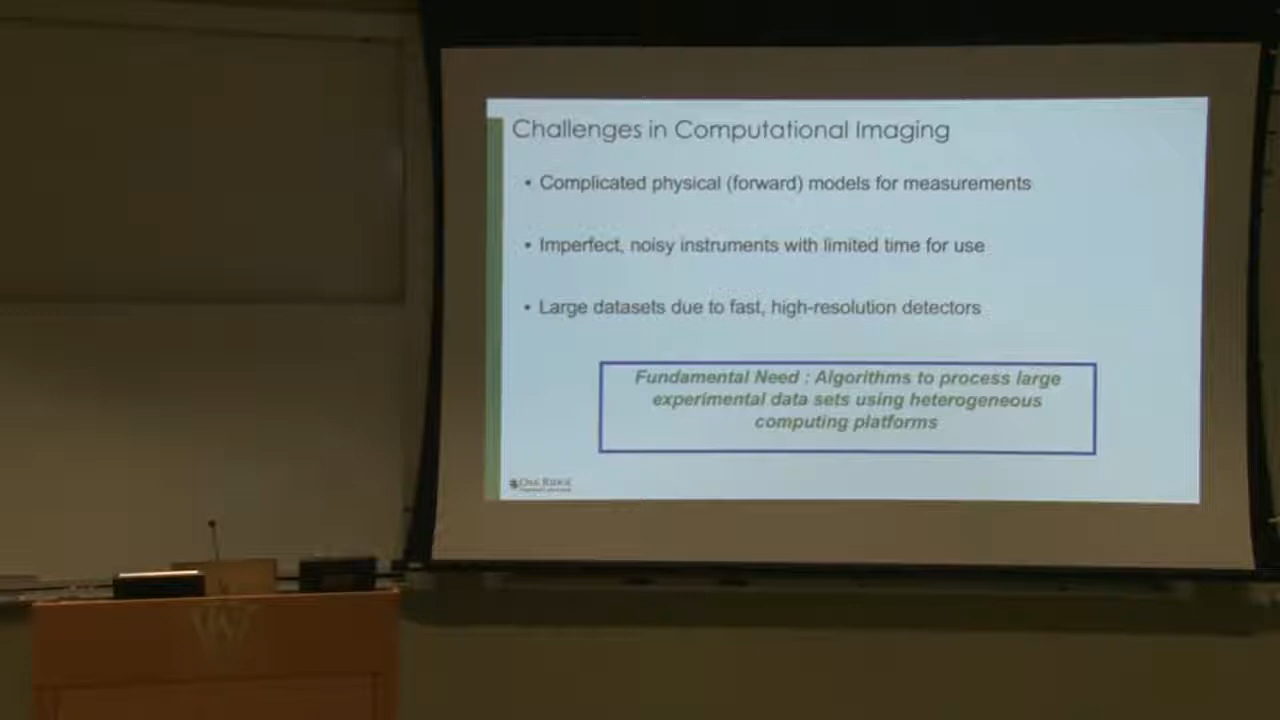 Challenges in Computational Imaging
• Complicated physical (forward) models for measurements
• Imperfect, noisy instruments with limited time for use
• Large datasets due to fast, high-resolution detectors
Fundamental Need : Algorithms to process large
experimental data sets using heterogeneous
computing platforms
OAK RIDGE
W